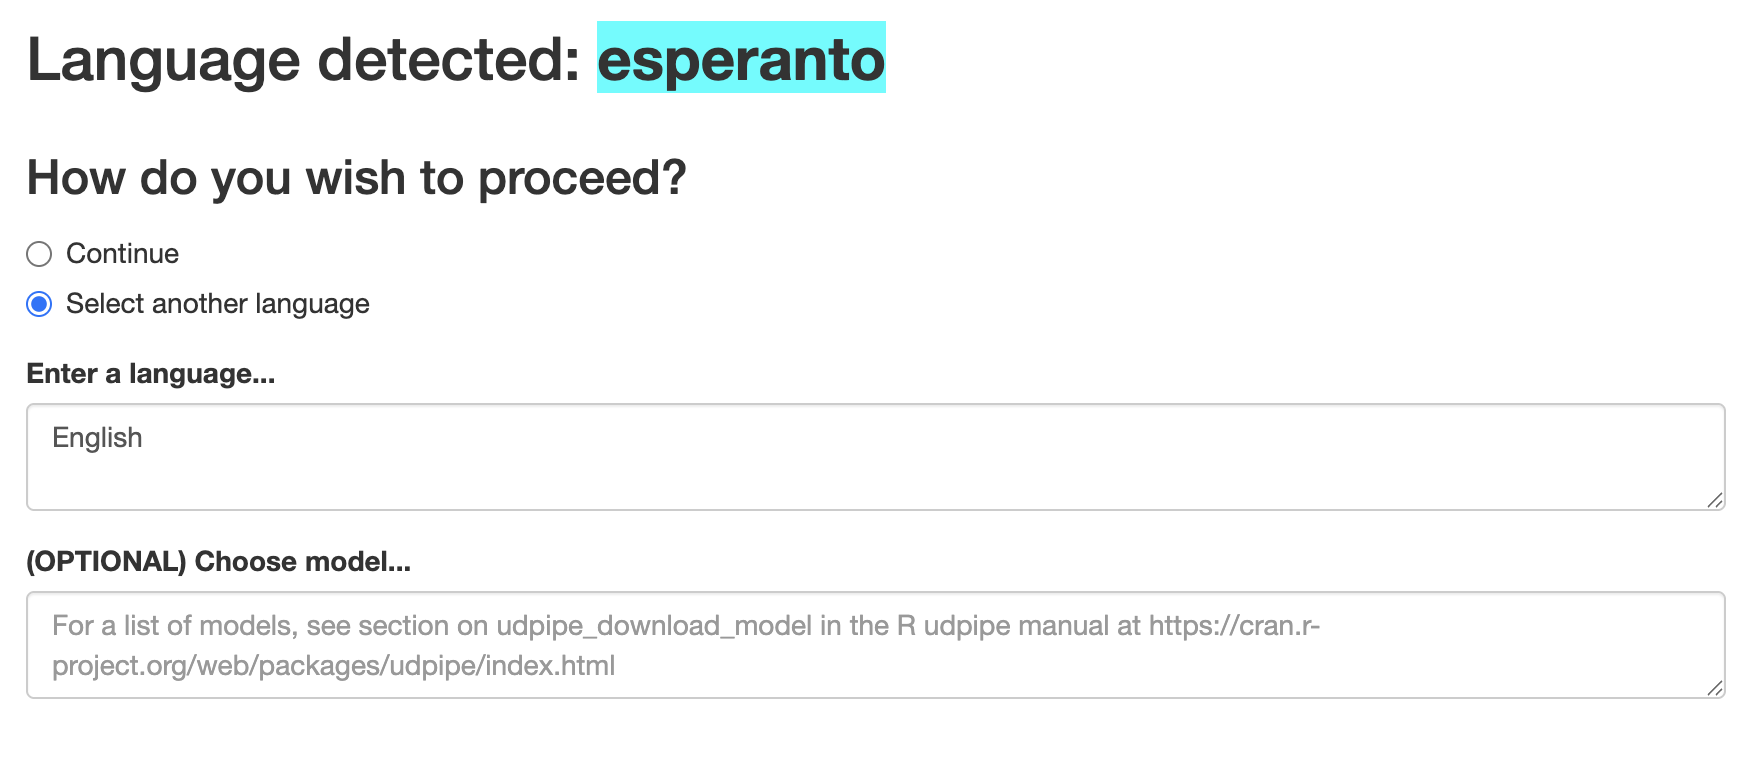 Language detected: esperanto
How do you wish to proceed?
Continue
Select another language
Enter a language...
English
(OPTIONAL) Choose model...
For a list of models, see section on udpipe_download_model in the R udpipe manual at https://cran.r-
project.org/web/packages/udpipe/index.html